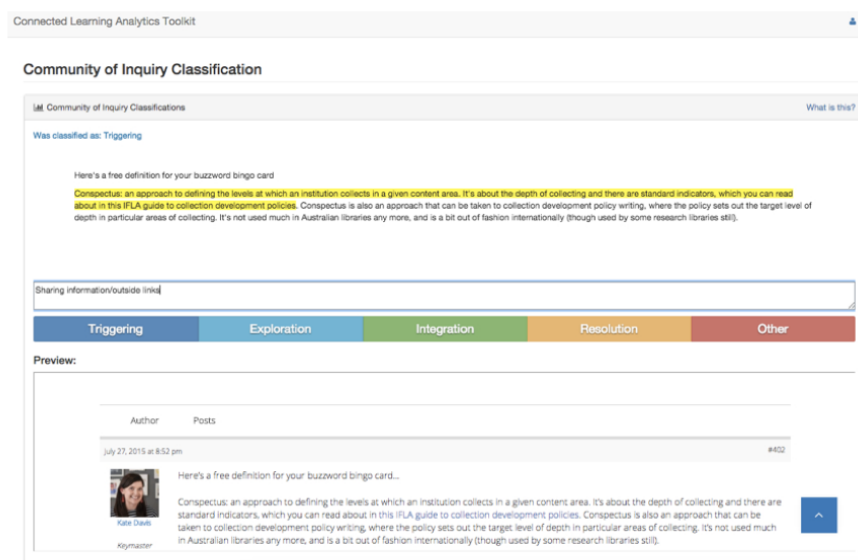 Connected Learning Analytics Toolkit
Community of Inquiry Classification
Community of Inquiry Classifications
What is this?
Was classified as: Triggering
Here's a free definition for your buzzword bingo card
Conspectus: an approach to defining the levels at which an institution collects in a given content area. It's about the depth of collecting and there are standard indicators, which you can read
about in this IFLA guide to collection development policies. Conspectus is also an approach that can be taken to collection development policy writing, where the policy sets out the target level of
depth in particular areas of collecting. It's not used much in Australian libraries any more, and is a bit out of fashion internationally (though used by some research libraries still).
Sharing information/outside links
Triggering Exploration Integration Resolution Other
Preview:
Author Posts
July 27, 2015 at 8:52 pm #402
Here's a free definition for your buzzword bingo card...
Conspectus: an approach to defining the levels at which an institution collects in a given content area. It's about the depth of collecting and there are
standard indicators, which you can read about in this IFLA guide to collection development policies. Conspectus is also an approach that can be
taken to collection development policy writing, where the policy sets out the target level of depth in particular areas of collecting. It's not used much
in Australian libraries any more, and is a bit out of fashion internationally (though used by some research libraries still).
Kate Davis
Keymaster